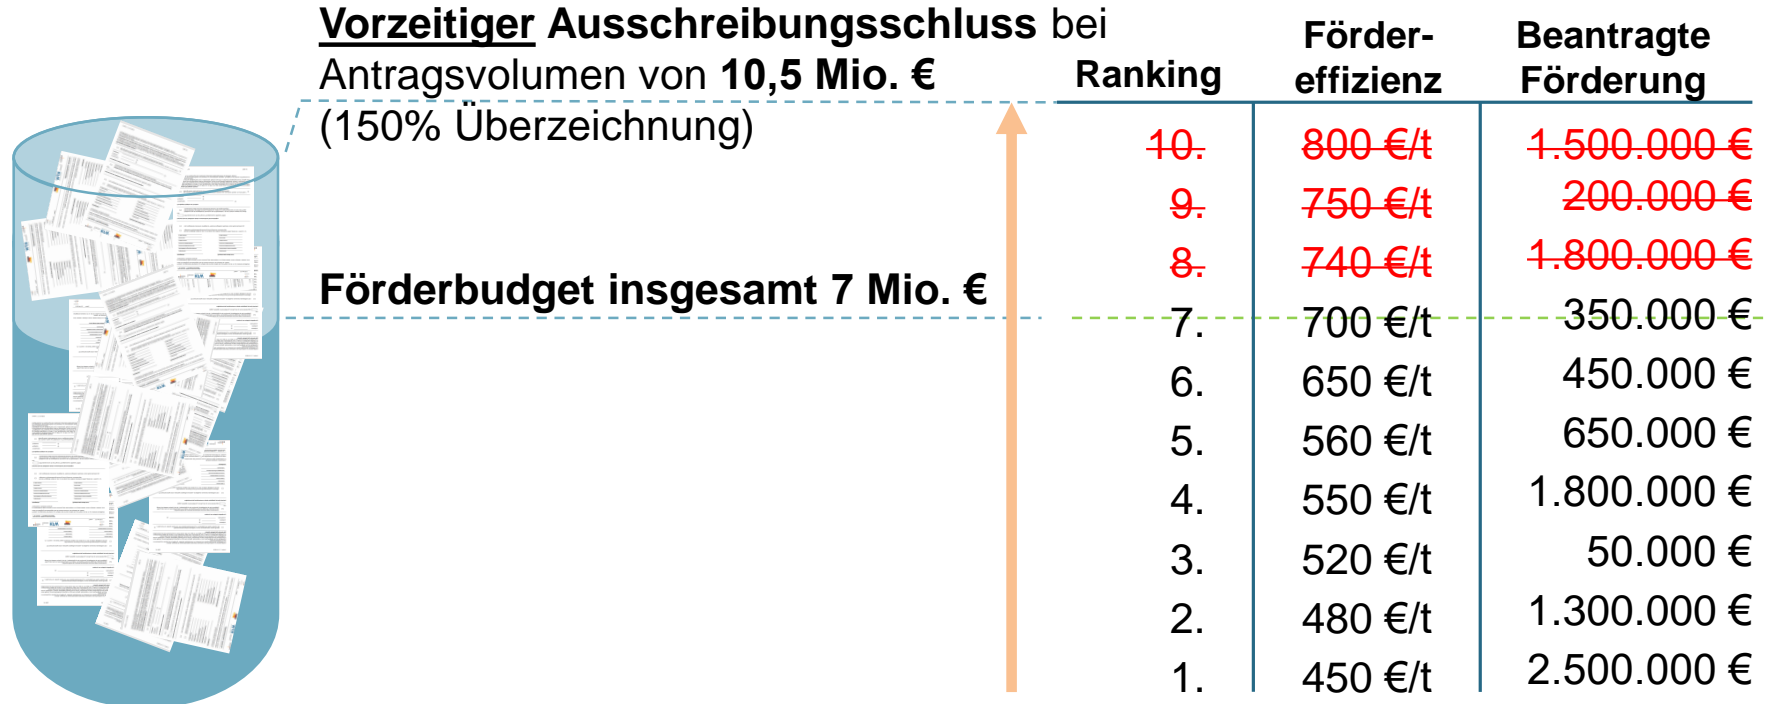 Vorzeitiger Ausschreibungsschluss bei
Antragsvolumen von 10,5 Mio. €
(150% Überzeichnung)
Förderbudget insgesamt 7 Mio. €
Ranking Förder-effizienz Beantragte Förderung
10. 800 €/t 1.500.000 €
9. 750 €/t 200.000 €
8. 740 €/t 1.800.000 €
7. 700 €/t 350.000 €
6. 650 €/t 450.000 €
5. 560 €/t 650.000 €
4. 550 €/t 1.800.000 €
3. 520 €/t 50.000 €
2. 480 €/t 1.300.000 €
1. 450 €/t 2.500.000 €